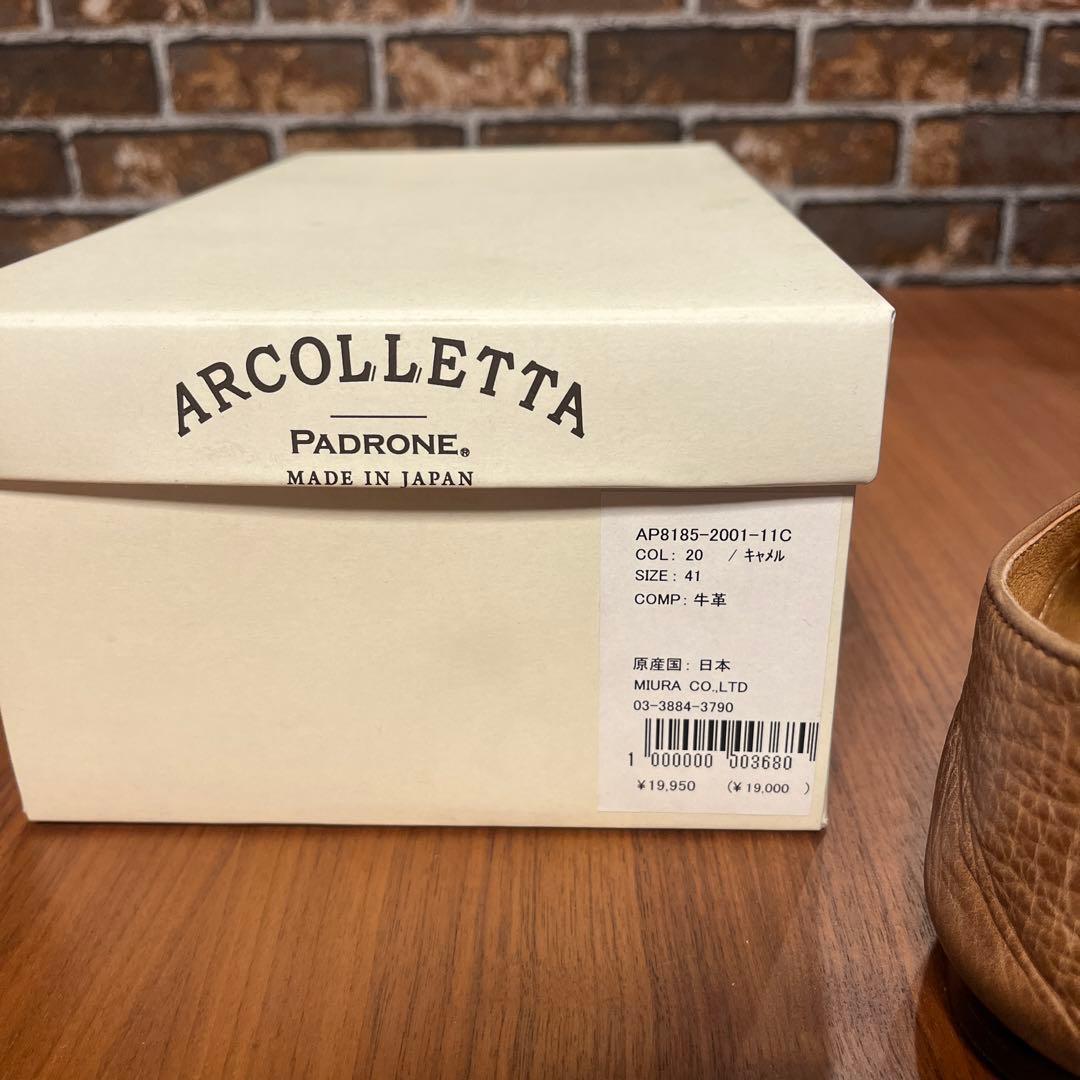 ARCOLLETTA
PADRONE®
MADE IN JAPAN
AP8185-2001-11C
COL: 20 / ｷｬﾒﾙ
SIZE: 41
COMP: 牛革
原産国: 日本
MIURA CO.,LTD
03-3884-3790
1 000000 003680
¥19,950 (¥19,000 )